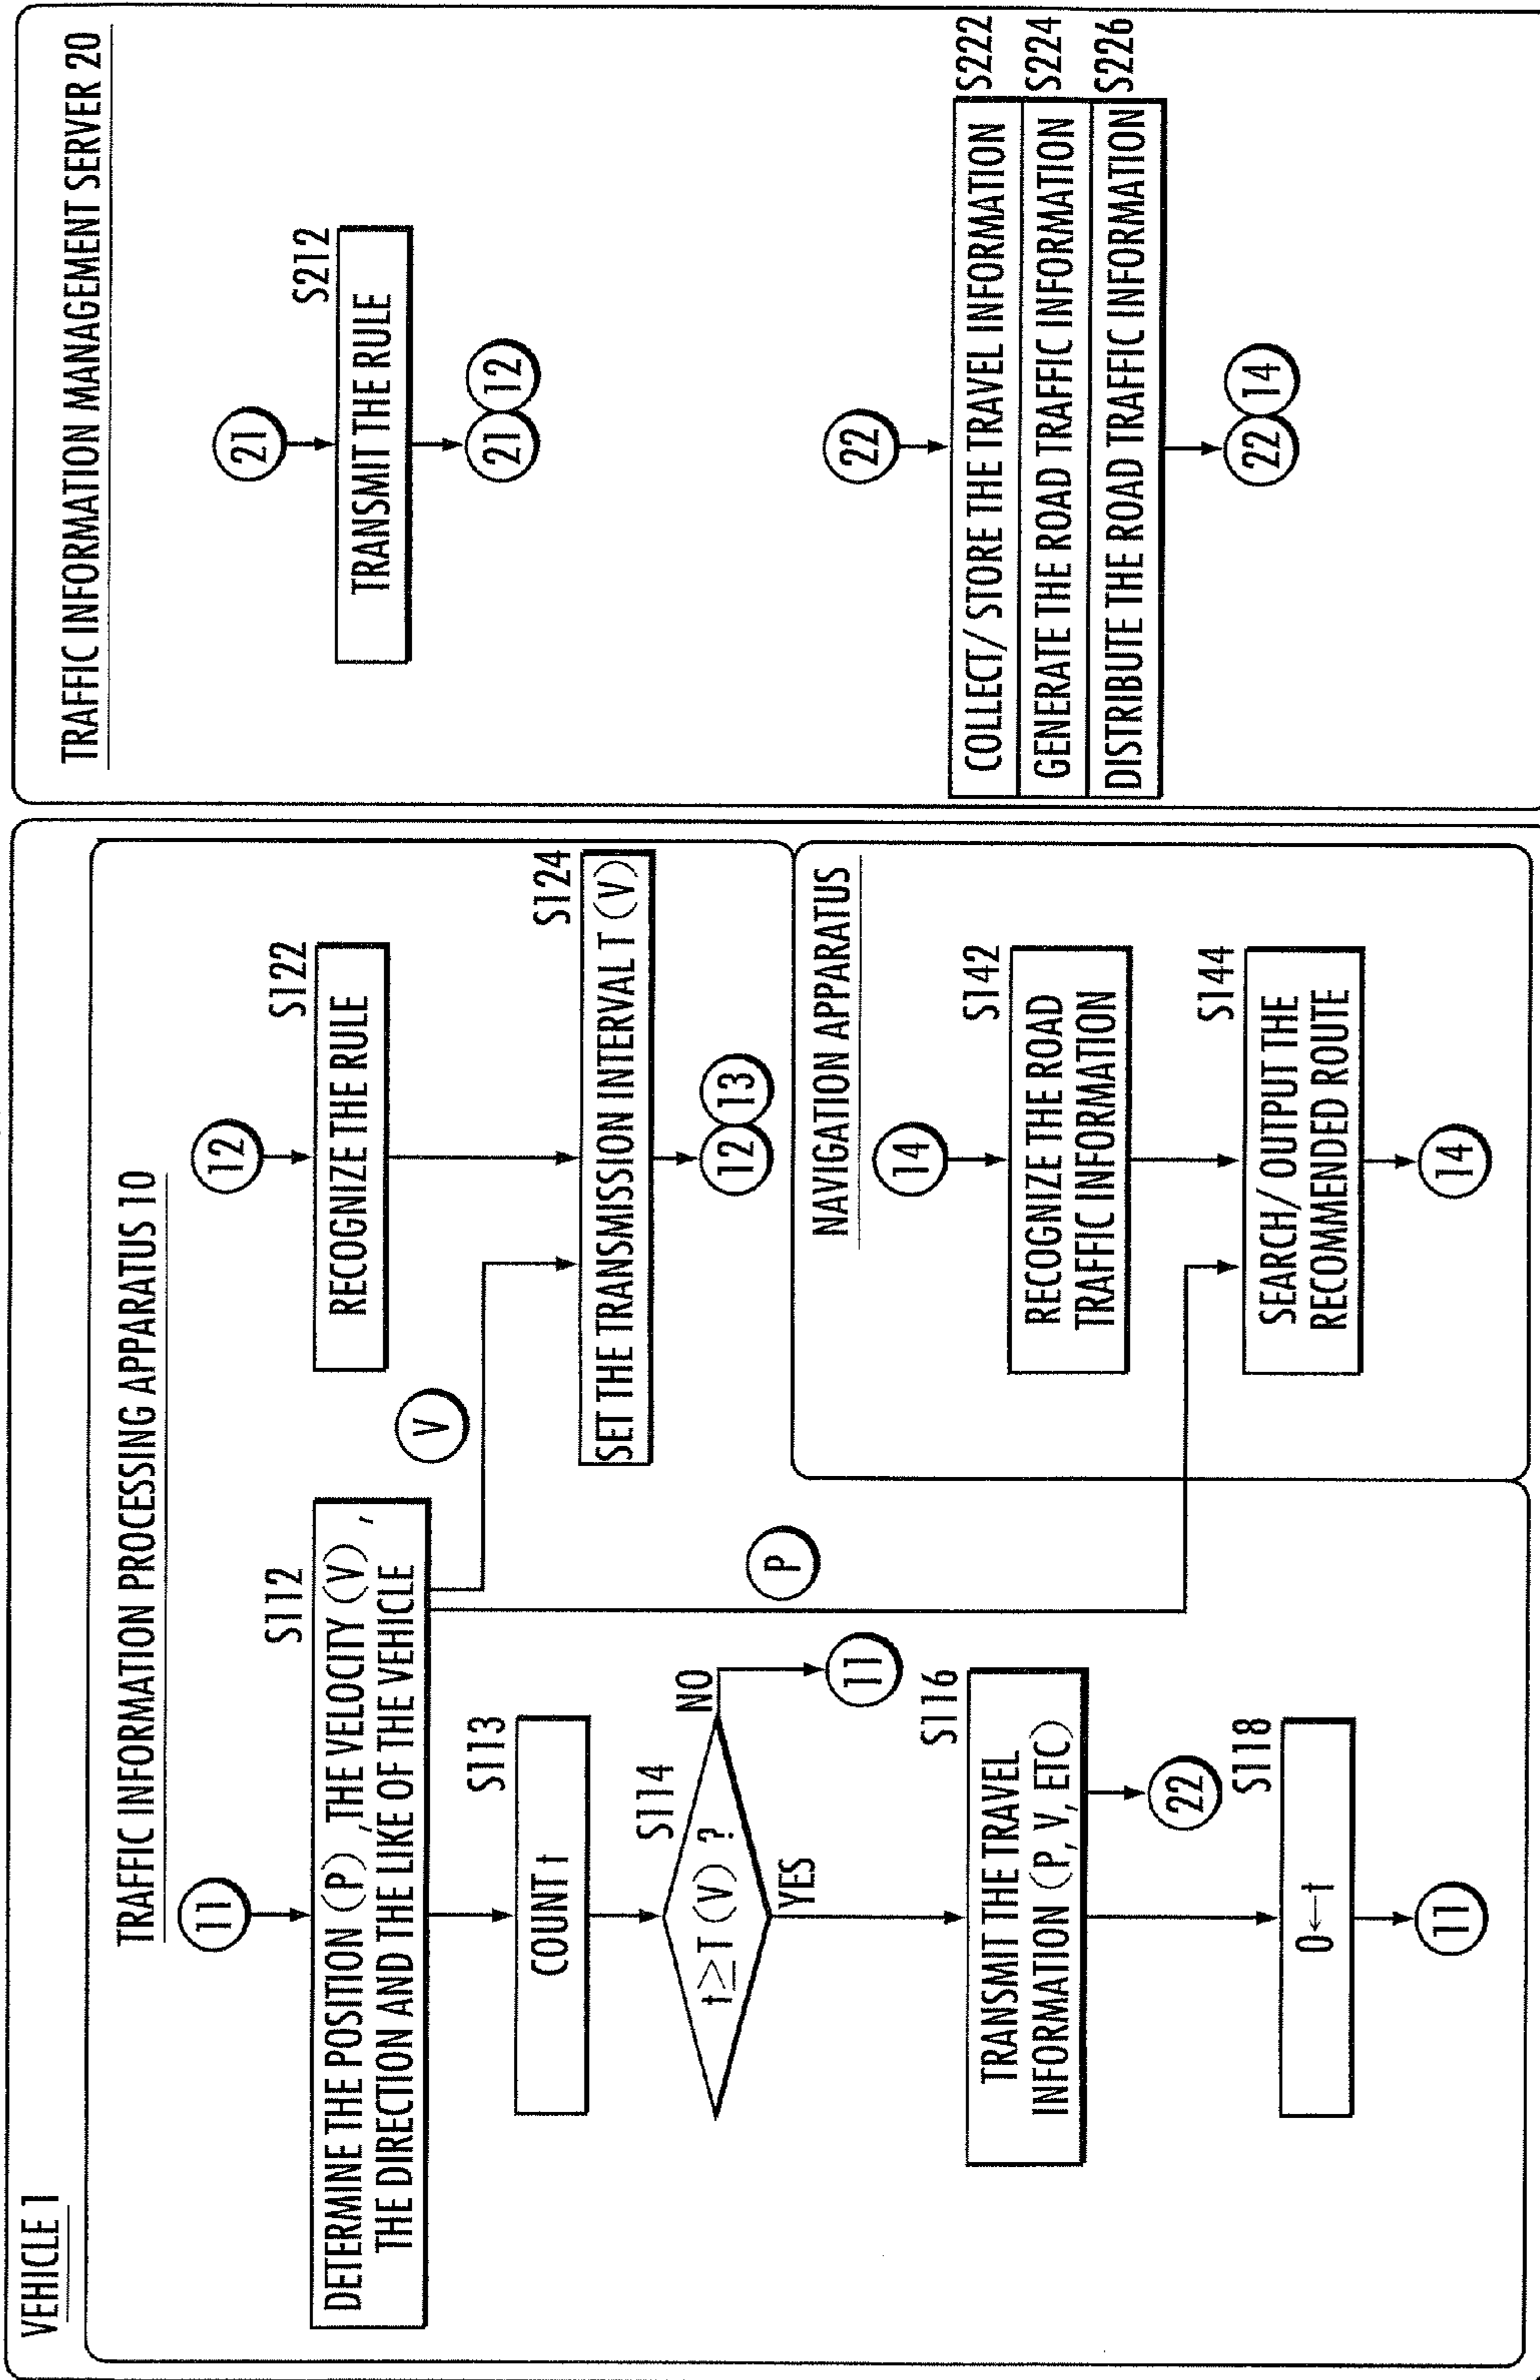 VEHICLE 1
TRAFFIC INFORMATION PROCESSING APPARATUS 10
11
S112
DETERMINE THE POSITION (P) ,THE VELOCITY (V) ,
THE DIRECTION AND THE LIKE OF THE VEHICLE
S113
COUNT t
S114
t≥T (V) ?
NO
11
YES
S116
TRANSMIT THE TRAVEL
INFORMATION (P, V, ETC)
22
S118
0←t
11
V
P
12
S122
RECOGNIZE THE RULE
S124
SET THE TRANSMISSION INTERVAL T (V)
12 13
NAVIGATION APPARATUS
14
S142
RECOGNIZE THE ROAD
TRAFFIC INFORMATION
S144
SEARCH/ OUTPUT THE
RECOMMENDED ROUTE
14
TRAFFIC INFORMATION MANAGEMENT SERVER 20
21
S212
TRANSMIT THE RULE
21 12
22
COLLECT/ STORE THE TRAVEL INFORMATION S222
GENERATE THE ROAD TRAFFIC INFORMATION S224
DISTRIBUTE THE ROAD TRAFFIC INFORMATION S226
22 14